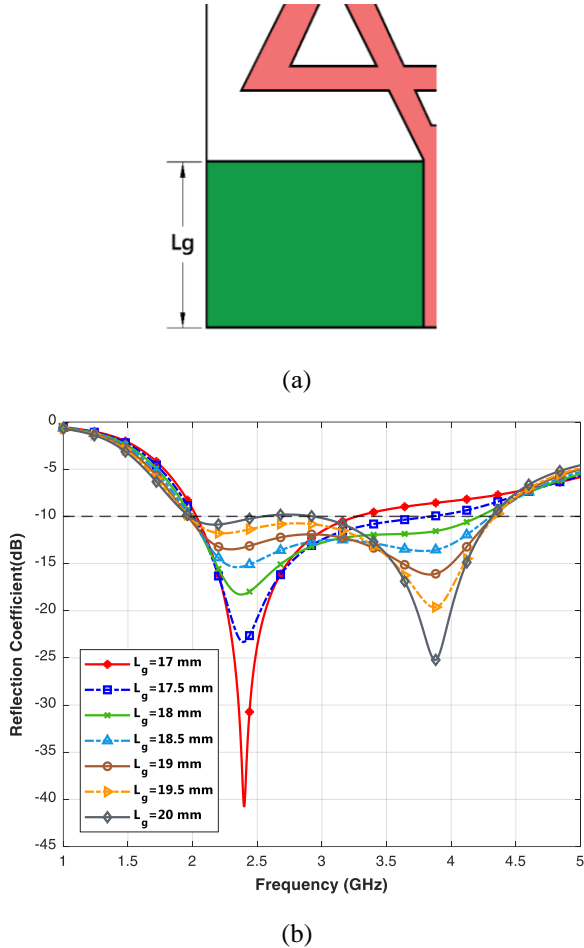 Lg
(a)
0
-5
-10
-15
-20
-25
-30
-35
-40
-45
Reflection Coefficient(dB)
Lg=17 mm
Lg=17.5 mm
Lg=18 mm
Lg=18.5 mm
Lg=19 mm
Lg=19.5 mm
Lg=20 mm
1 1.5 2 2.5 3 3.5 4 4.5 5
Frequency (GHz)
(b)